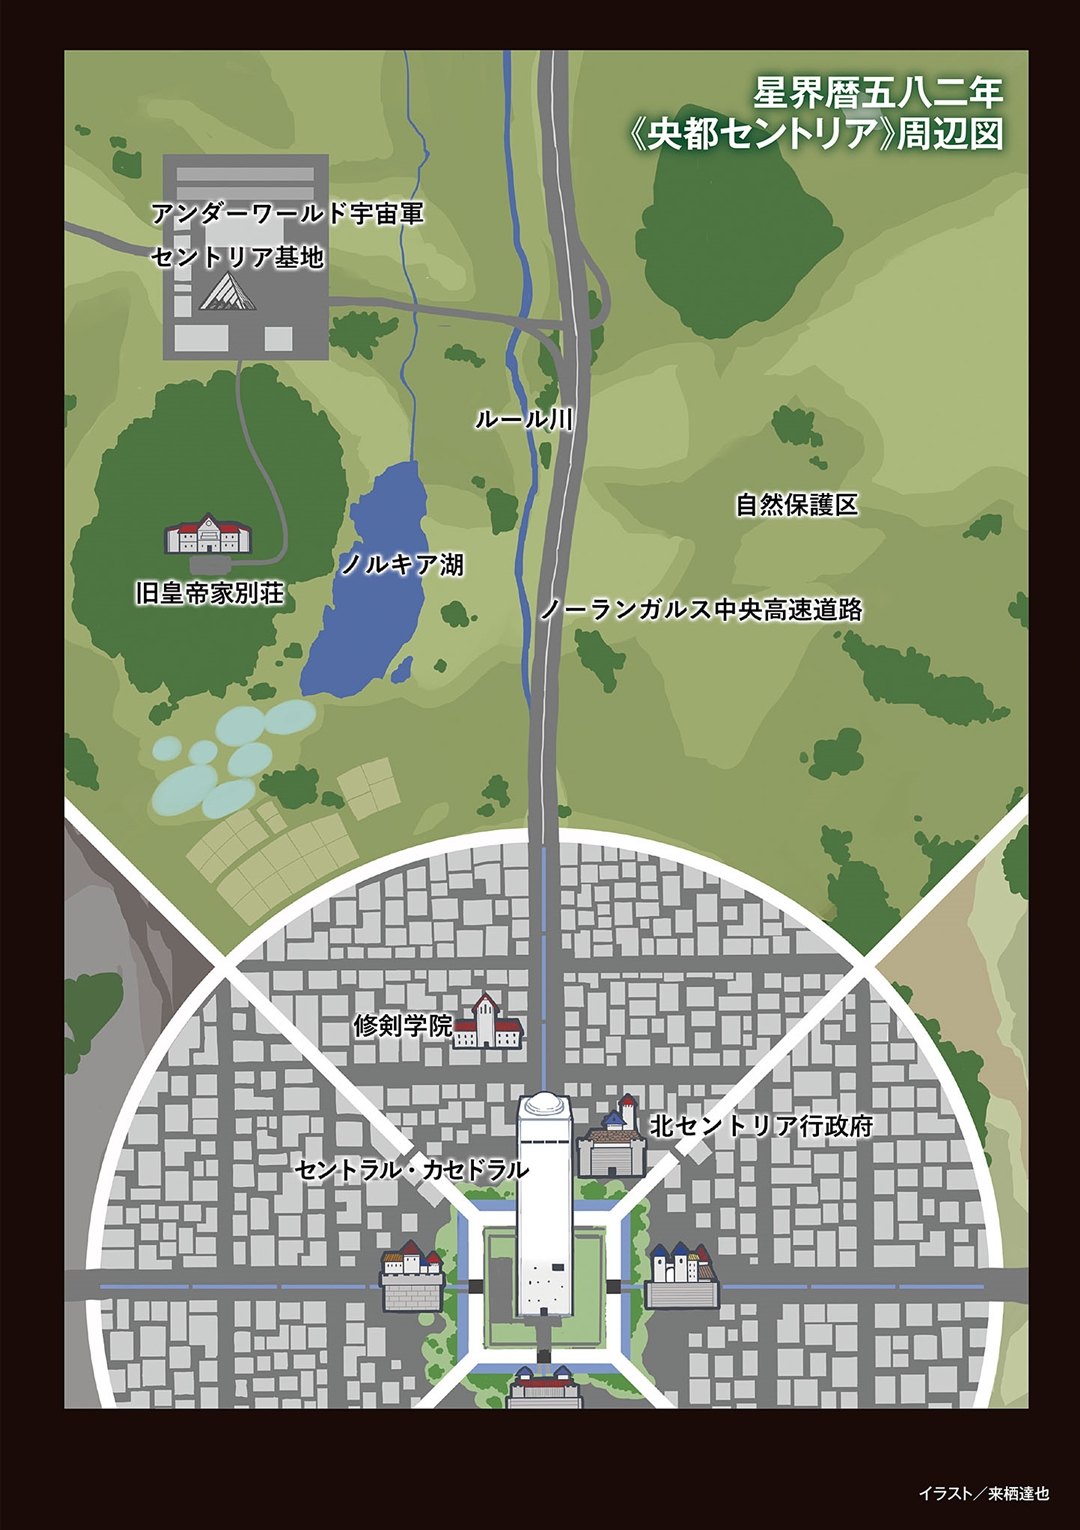 星界暦五八二年
《央都セントリア》周辺図
アンダーワールド宇宙軍
セントリア基地
ルール川
自然保護区
ノルキア湖
旧皇帝家別荘
ノーランガルス中央高速道路
修剣学院
北セントリア行政府
セントラル・カセドラル
イラスト／来栖達也